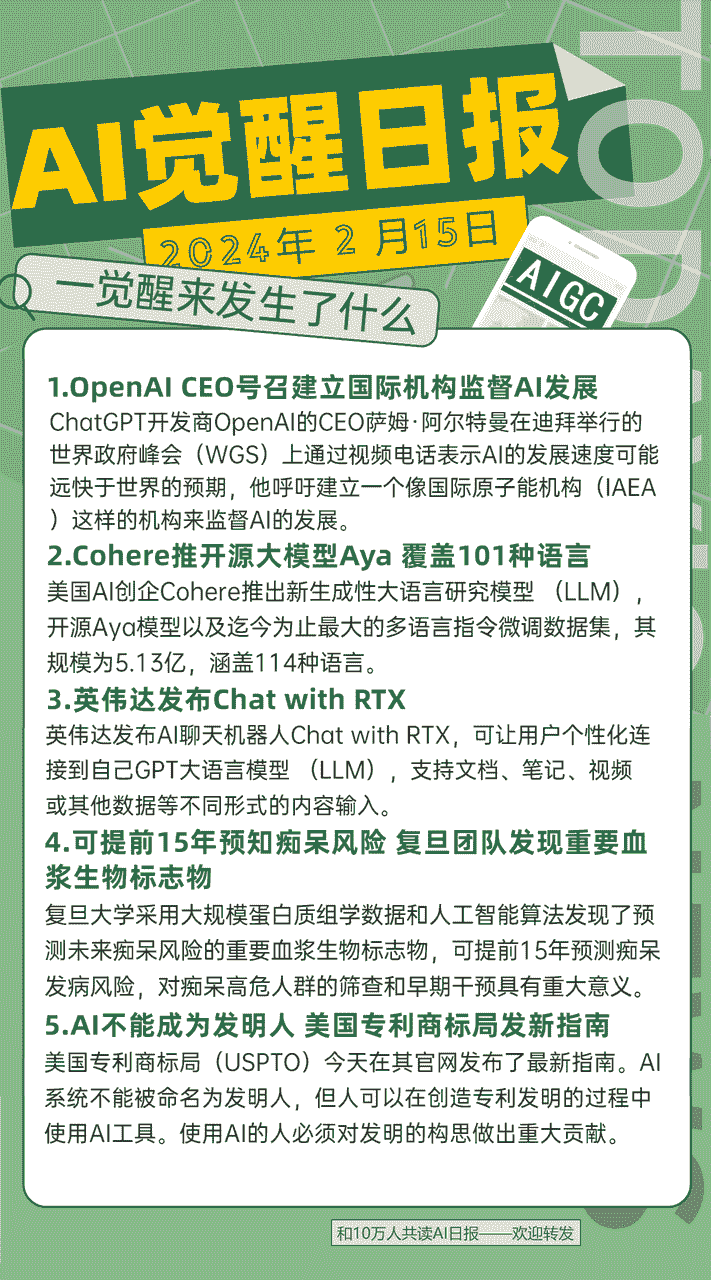 AI觉醒日报
2024年 2 月15日
一觉醒来发生了什么
AIGC
1.OpenAI CEO号召建立国际机构监督AI发展
ChatGPT开发商OpenAI的CEO萨姆·阿尔特曼在迪拜举行的
世界政府峰会（WGS）上通过视频电话表示AI的发展速度可能
远快于世界的预期，他呼吁建立一个像国际原子能机构（IAEA
）这样的机构来监督AI的发展。
2.Cohere推开源大模型Aya 覆盖101种语言
美国AI创企Cohere推出新生成性大语言研究模型 （LLM），
开源Aya模型以及迄今为止最大的多语言指令微调数据集，其
规模为5.13亿，涵盖114种语言。
3.英伟达发布Chat with RTX
英伟达发布AI聊天机器人Chat with RTX，可让用户个性化连
接到自己GPT大语言模型 （LLM），支持文档、笔记、视频
或其他数据等不同形式的内容输入。
4.可提前15年预知痴呆风险 复旦团队发现重要血
浆生物标志物
复旦大学采用大规模蛋白质组学数据和人工智能算法发现了预
测未来痴呆风险的重要血浆生物标志物，可提前15年预测痴呆
发病风险，对痴呆高危人群的筛查和早期干预具有重大意义。
5.AI不能成为发明人 美国专利商标局发新指南
美国专利商标局（USPTO）今天在其官网发布了最新指南。AI
系统不能被命名为发明人，但人可以在创造专利发明的过程中
使用AI工具。使用AI的人必须对发明的构思做出重大贡献。
和10万人共读AI日报——欢迎转发